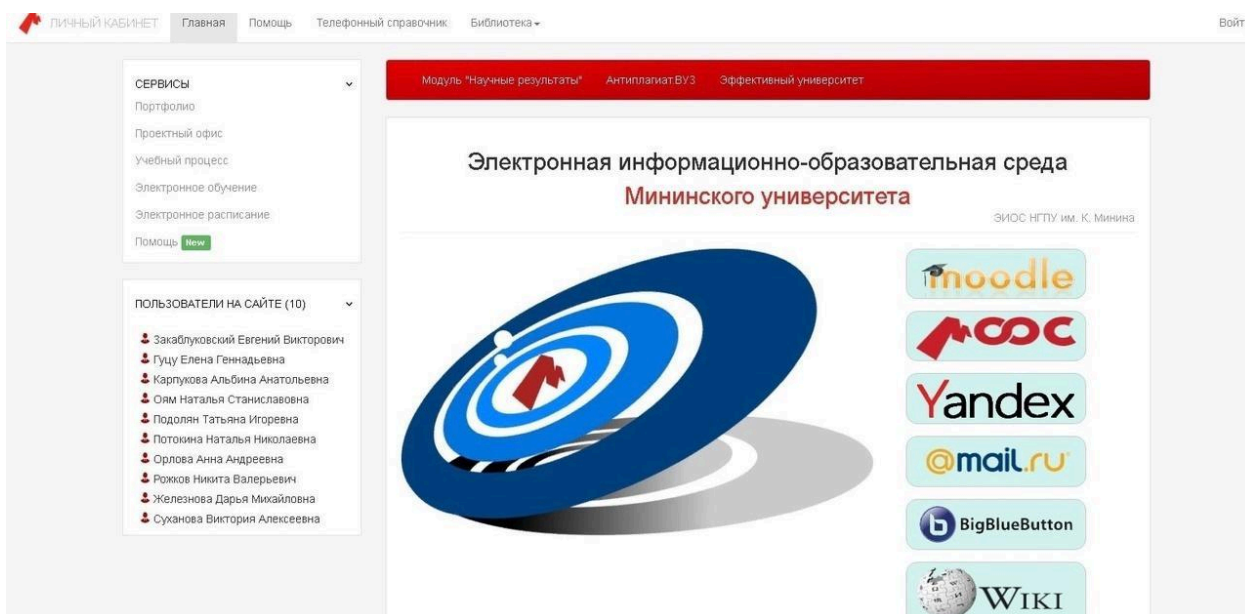 ЛИЧНЫЙ КАБИНЕТ Главная Помощь Телефонный справочник Библиотека Войт
СЕРВИСЫ
Портфолио
Проектный офис
Учебный процесс
Электронное обучение
Электронное расписание
Помощь New
ПОЛЬЗОВАТЕЛИ НА САЙТЕ (10)
Закаблуковский Евгений Викторович
Гуцу Елена Геннадьевна
Карпукова Альбина Анатольевна
Оям Наталья Станиславовна
Подолян Татьяна Игоревна
Потокина Наталья Николаевна
Орлова Анна Андреевна
Рожков Никита Валерьевич
Железнова Дарья Михайловна
Суханова Виктория Алексеевна
Модуль "Научные результаты" Антиплагиат.ВУЗ Эффективный университет
Электронная информационно-образовательная среда
Мининского университета
ЭИОС НГПУ им. К. Минина
moodle
МООС
Yandex
@mail.ru
b BigBlueButton
WIKI